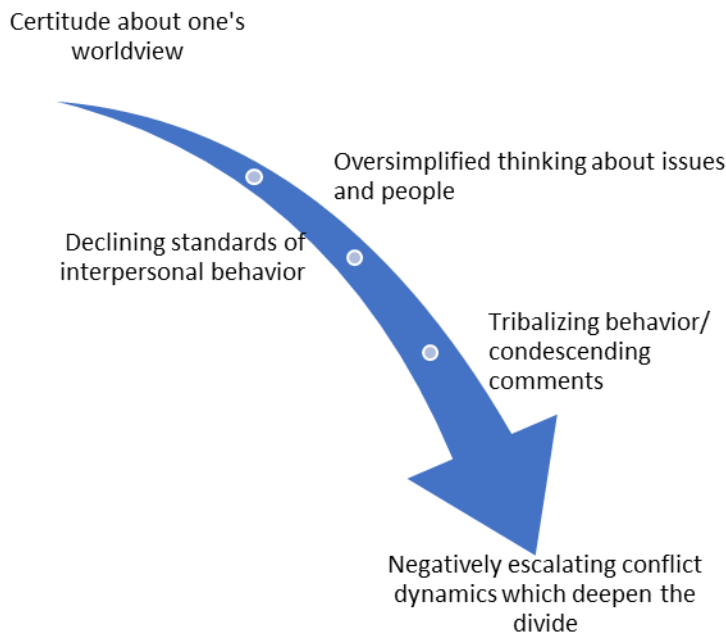 Certitude about one's
worldview
Oversimplified thinking about issues
and people
Declining standards of
interpersonal behavior
Tribalizing behavior/
condescending
comments
Negatively escalating conflict
dynamics which deepen the
divide